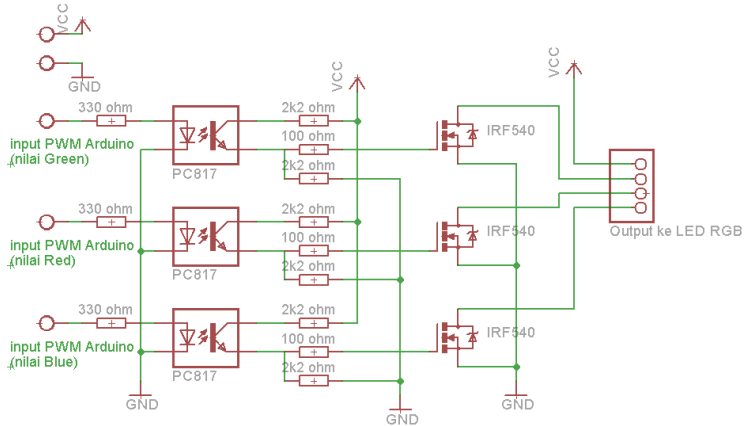 VCC
GND
330 ohm
input PWM Arduino
(nilai Green)
PC817
2k2 ohm
100 ohm
2k2 ohm
VCC
IRF540
VCC
330 ohm
input PWM Arduino
(nilai Red)
PC817
2k2 ohm
100 ohm
2k2 ohm
IRF540
Output ke LED RGB
330 ohm
input PWM Arduino
(nilai Blue)
PC817
2k2 ohm
100 ohm
2k2 ohm
IRF540
GND
GND
GND